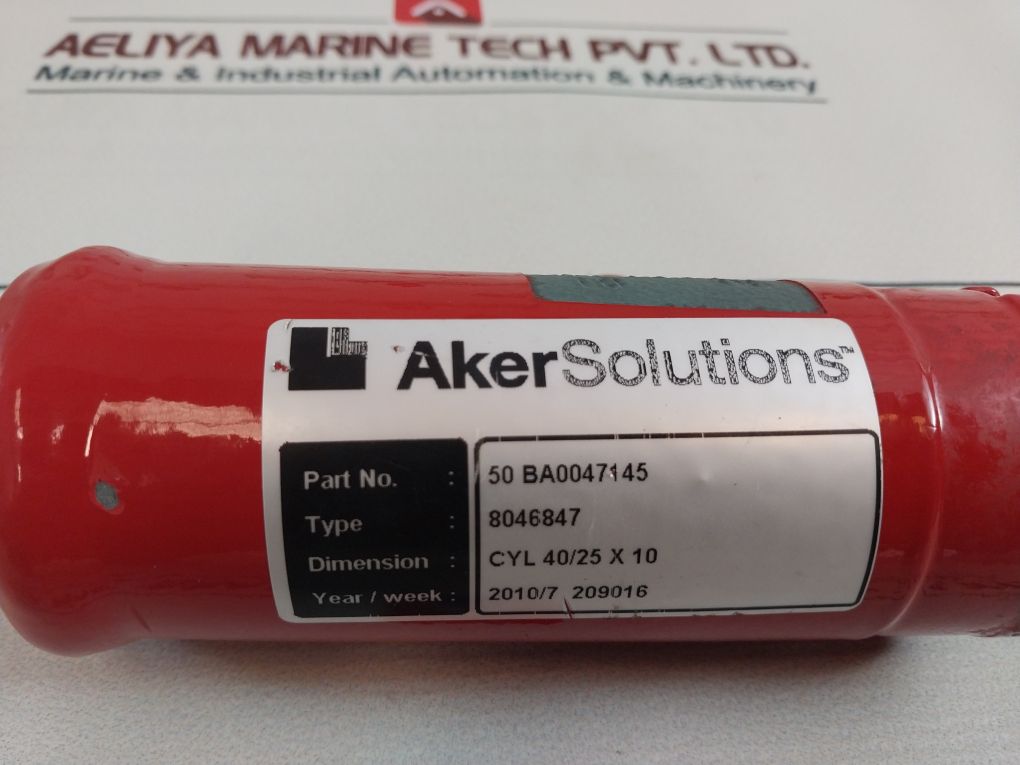 AELIYA MARINE TECH PVT. LTD.
Marine & Industrial Automation & Machinery
AkerSolutions™
Part No. : 50 BA0047145
Type : 8046847
Dimension : CYL 40/25 X 10
Year / week : 2010/7 209016